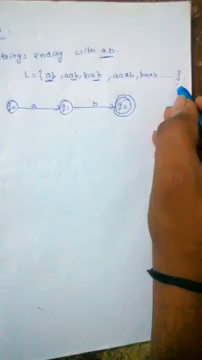 strings ending with ab
L={ ab, aab, bab, aaab, baab .... }
q0 a q1 b q2